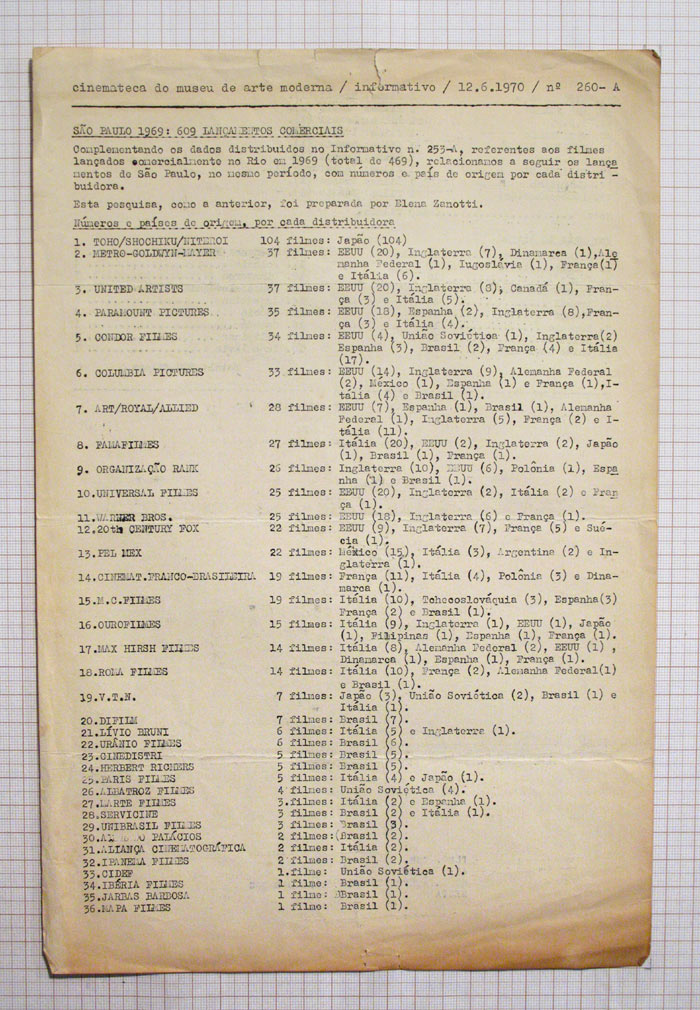 cinemateca do museu de arte moderna / informativo / 12.6.1970 / nº 260- A
SÃO PAULO 1969: 609 LANÇAMENTOS COMERCIAIS
Complementando os dados distribuidos no Informativo n. 253-A, referentes aos filmes
lançados comercialmente no Rio em 1969 (total de 469), relacionamos a seguir os lança
mentos de São Paulo, no mesmo período, com números e país de origem por cada distri -
buidora.
Esta pesquisa, como a anterior, foi preparada por Elena Zanotti.
Números e países de origem, por cada distribuidora
1. TOHO/SHOCHIKU/NITEROI 104 filmes: Japão (104)
2. METRO-GOLDWYN-MAYER 37 filmes: EEUU (20), Inglaterra (7), Dinamarca (1),Ale
manha Federal (1), Iugoslávia (1), França(1)
e Itália (6).
3. UNITED ARTISTS 37 filmes: EEUU (20), Inglaterra (8), Canadá (1), Fran-
ça (3) e Itália (5).
4. PARAMOUNT PICTURES 35 filmes: EEUU (18), Espanha (2), Inglaterra (8),Fran-
ça (3) e Itália (4).
5. CONDOR FILMES 34 filmes: EEUU (4), União Soviética (1), Inglaterra(2)
Espanha (3), Brasil (2), França (4) e Itália
(17).
6. COLUMBIA PICTURES 33 filmes: EEUU (14), Inglaterra (9), Alemanha Federal
(2), México (1), Espanha (1) e França (1),I-
tália (4) e Brasil (1).
7. ART/ROYAL/ALLIED 28 filmes: EEUU (7), Espanha (1), Brasil (1), Alemanha
Federal (1), Inglaterra (5), França (2) e I-
tália (11).
8. FAMAFILMES 27 filmes: Itália (20), EEUU (2), Inglaterra (2), Japão
(1), Brasil (1), França (1).
9. ORGANIZAÇÃO RANK 26 filmes: Inglaterra (10), EEUU (6), Polônia (1), Espa
nha (1) e Brasil (1).
10.UNIVERSAL FILMES 25 filmes: EEUU (20), Inglaterra (2), Itália (2) e Fran
ça (1).
11.WARNER BROS. 25 filmes: EEUU (18), Inglaterra (6) e França (1).
12.20th CENTURY FOX 22 filmes: EEUU (9), Inglaterra (7), França (5) e Sué-
cia (1).
13.PEL MEX 22 filmes: México (15), Itália (3), Argentina (2) e In-
glaterra (1).
14.CINEMAT.FRANCO-BRASILEIRA 19 filmes: França (11), Itália (4), Polônia (3) e Dina-
marca (1).
15.M.C.FILMES 19 filmes: Itália (10), Tchecoslováquia (3), Espanha(3)
França (2) e Brasil (1).
16.OUROFILMES 15 filmes: Itália (9), Inglaterra (1), EEUU (1), Japão
(1), Filipinas (1), Espanha (1), França (1).
17.MAX HIRSH FILMES 14 filmes: Itália (8), Alemanha Federal (2), EEUU (1) ,
Dinamarca (1), Espanha (1), França (1).
18.ROMA FILMES 14 filmes: Itália (10), França (2), Alemanha Federal(1)
e Brasil (1).
19.V.T.N. 7 filmes: Japão (3), União Soviética (2), Brasil (1) e
Itália (1).
20.DIFILM 7 filmes: Brasil (7).
21.LÍVIO BRUNI 6 filmes: Itália (5) e Inglaterra (1).
22.URÂNIO FILMES 6 filmes: Brasil (6).
23.CINEDISTRI 5 filmes: Brasil (5).
24.HERBERT RICHERS 5 filmes: Brasil (5).
25.PARIS FILMES 5 filmes: Itália (4) e Japão (1).
26.ALBATROZ FILMES 4 filmes: União Soviética (4).
27.LARTE FILMES 3.filmes: Itália (2) e Espanha (1).
28.SERVICINE 3 filmes: Brasil (2) e Itália (1).
29.UNIBRASIL FILMES 3 filmes: Brasil (3).
30. PALÁCIOS 2 filmes: Brasil (2).
31.ALIANÇA CINEMATOGRÁFICA 2 filmes: Itália (2).
32.IPANEMA FILMES 2 filmes: Brasil (2).
33.CIDEF 1.filme: União Soviética (1).
34.IBÉRIA FILMES 1 filme: Brasil (1).
35.JARBAS BARBOSA 1 filme: Brasil (1).
36.MAPA FILMES 1 filme: Brasil (1).